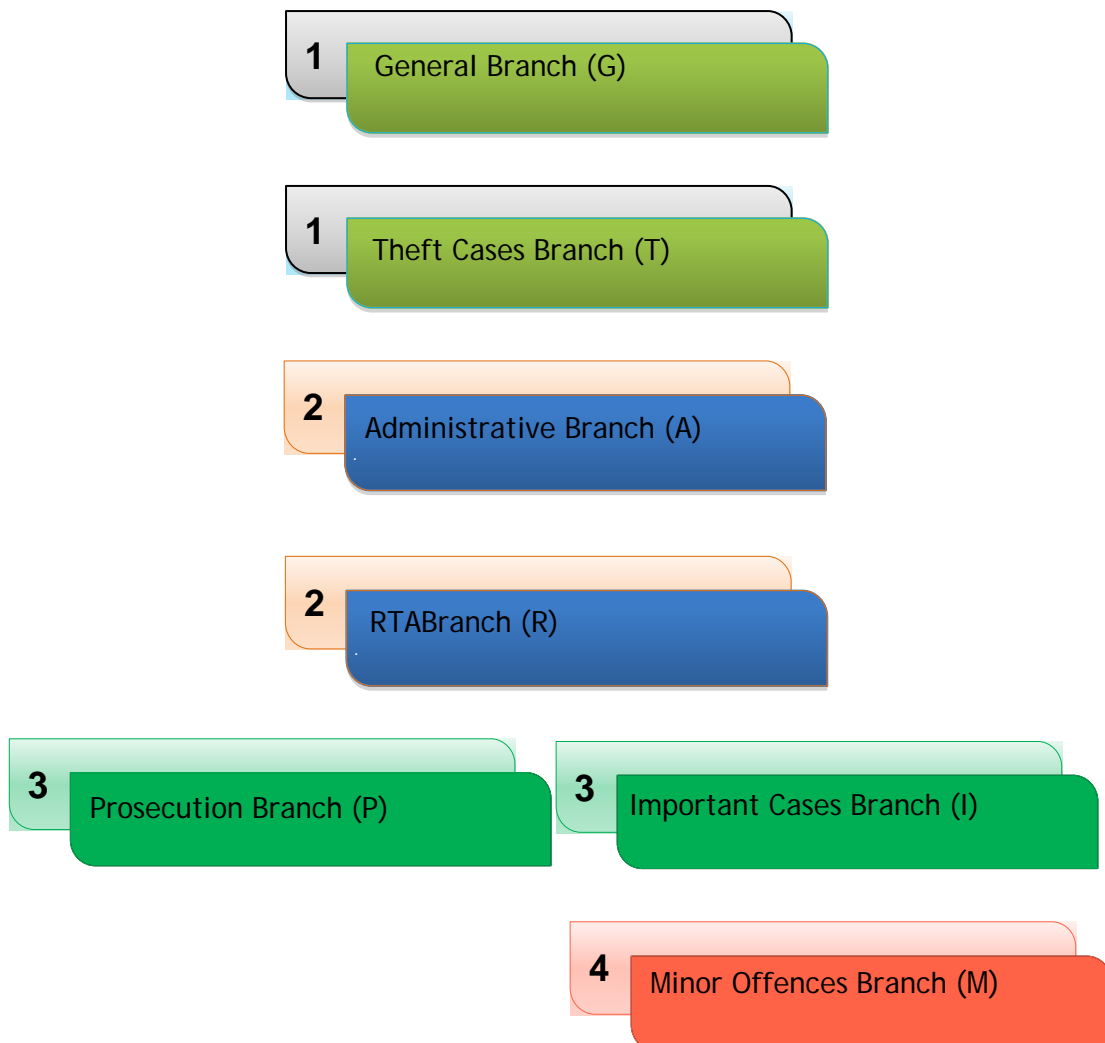 1
General Branch (G)
1
Theft Cases Branch (T)
2
Administrative Branch (A)
.
2
RTABranch (R)
.
3
Prosecution Branch (P)
3
Important Cases Branch (I)
4
Minor Offences Branch (M)